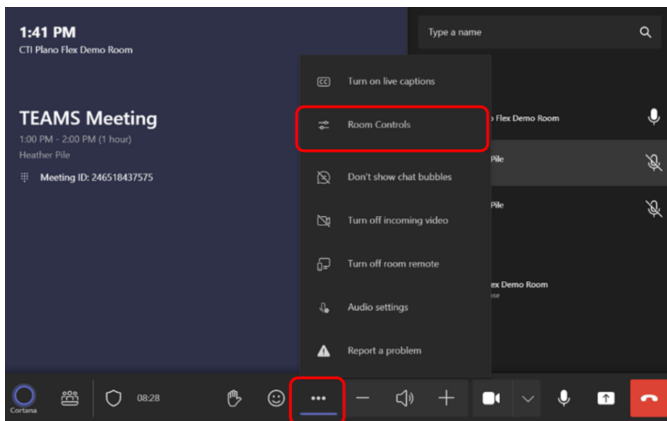 1:41 PM
CTI Plano Flex Demo Room
Type a name
TEAMS Meeting
1:00 PM - 2:00 PM (1 hour)
Heather Pile
Meeting ID: 246518437575
CC
Turn on live captions
Room Controls
Don't show chat bubbles
Turn off incoming video
Turn off room remote
Audio settings
Report a problem
Flex Demo Room
Pile
Pile
ex Demo Room
Cortana
08:28